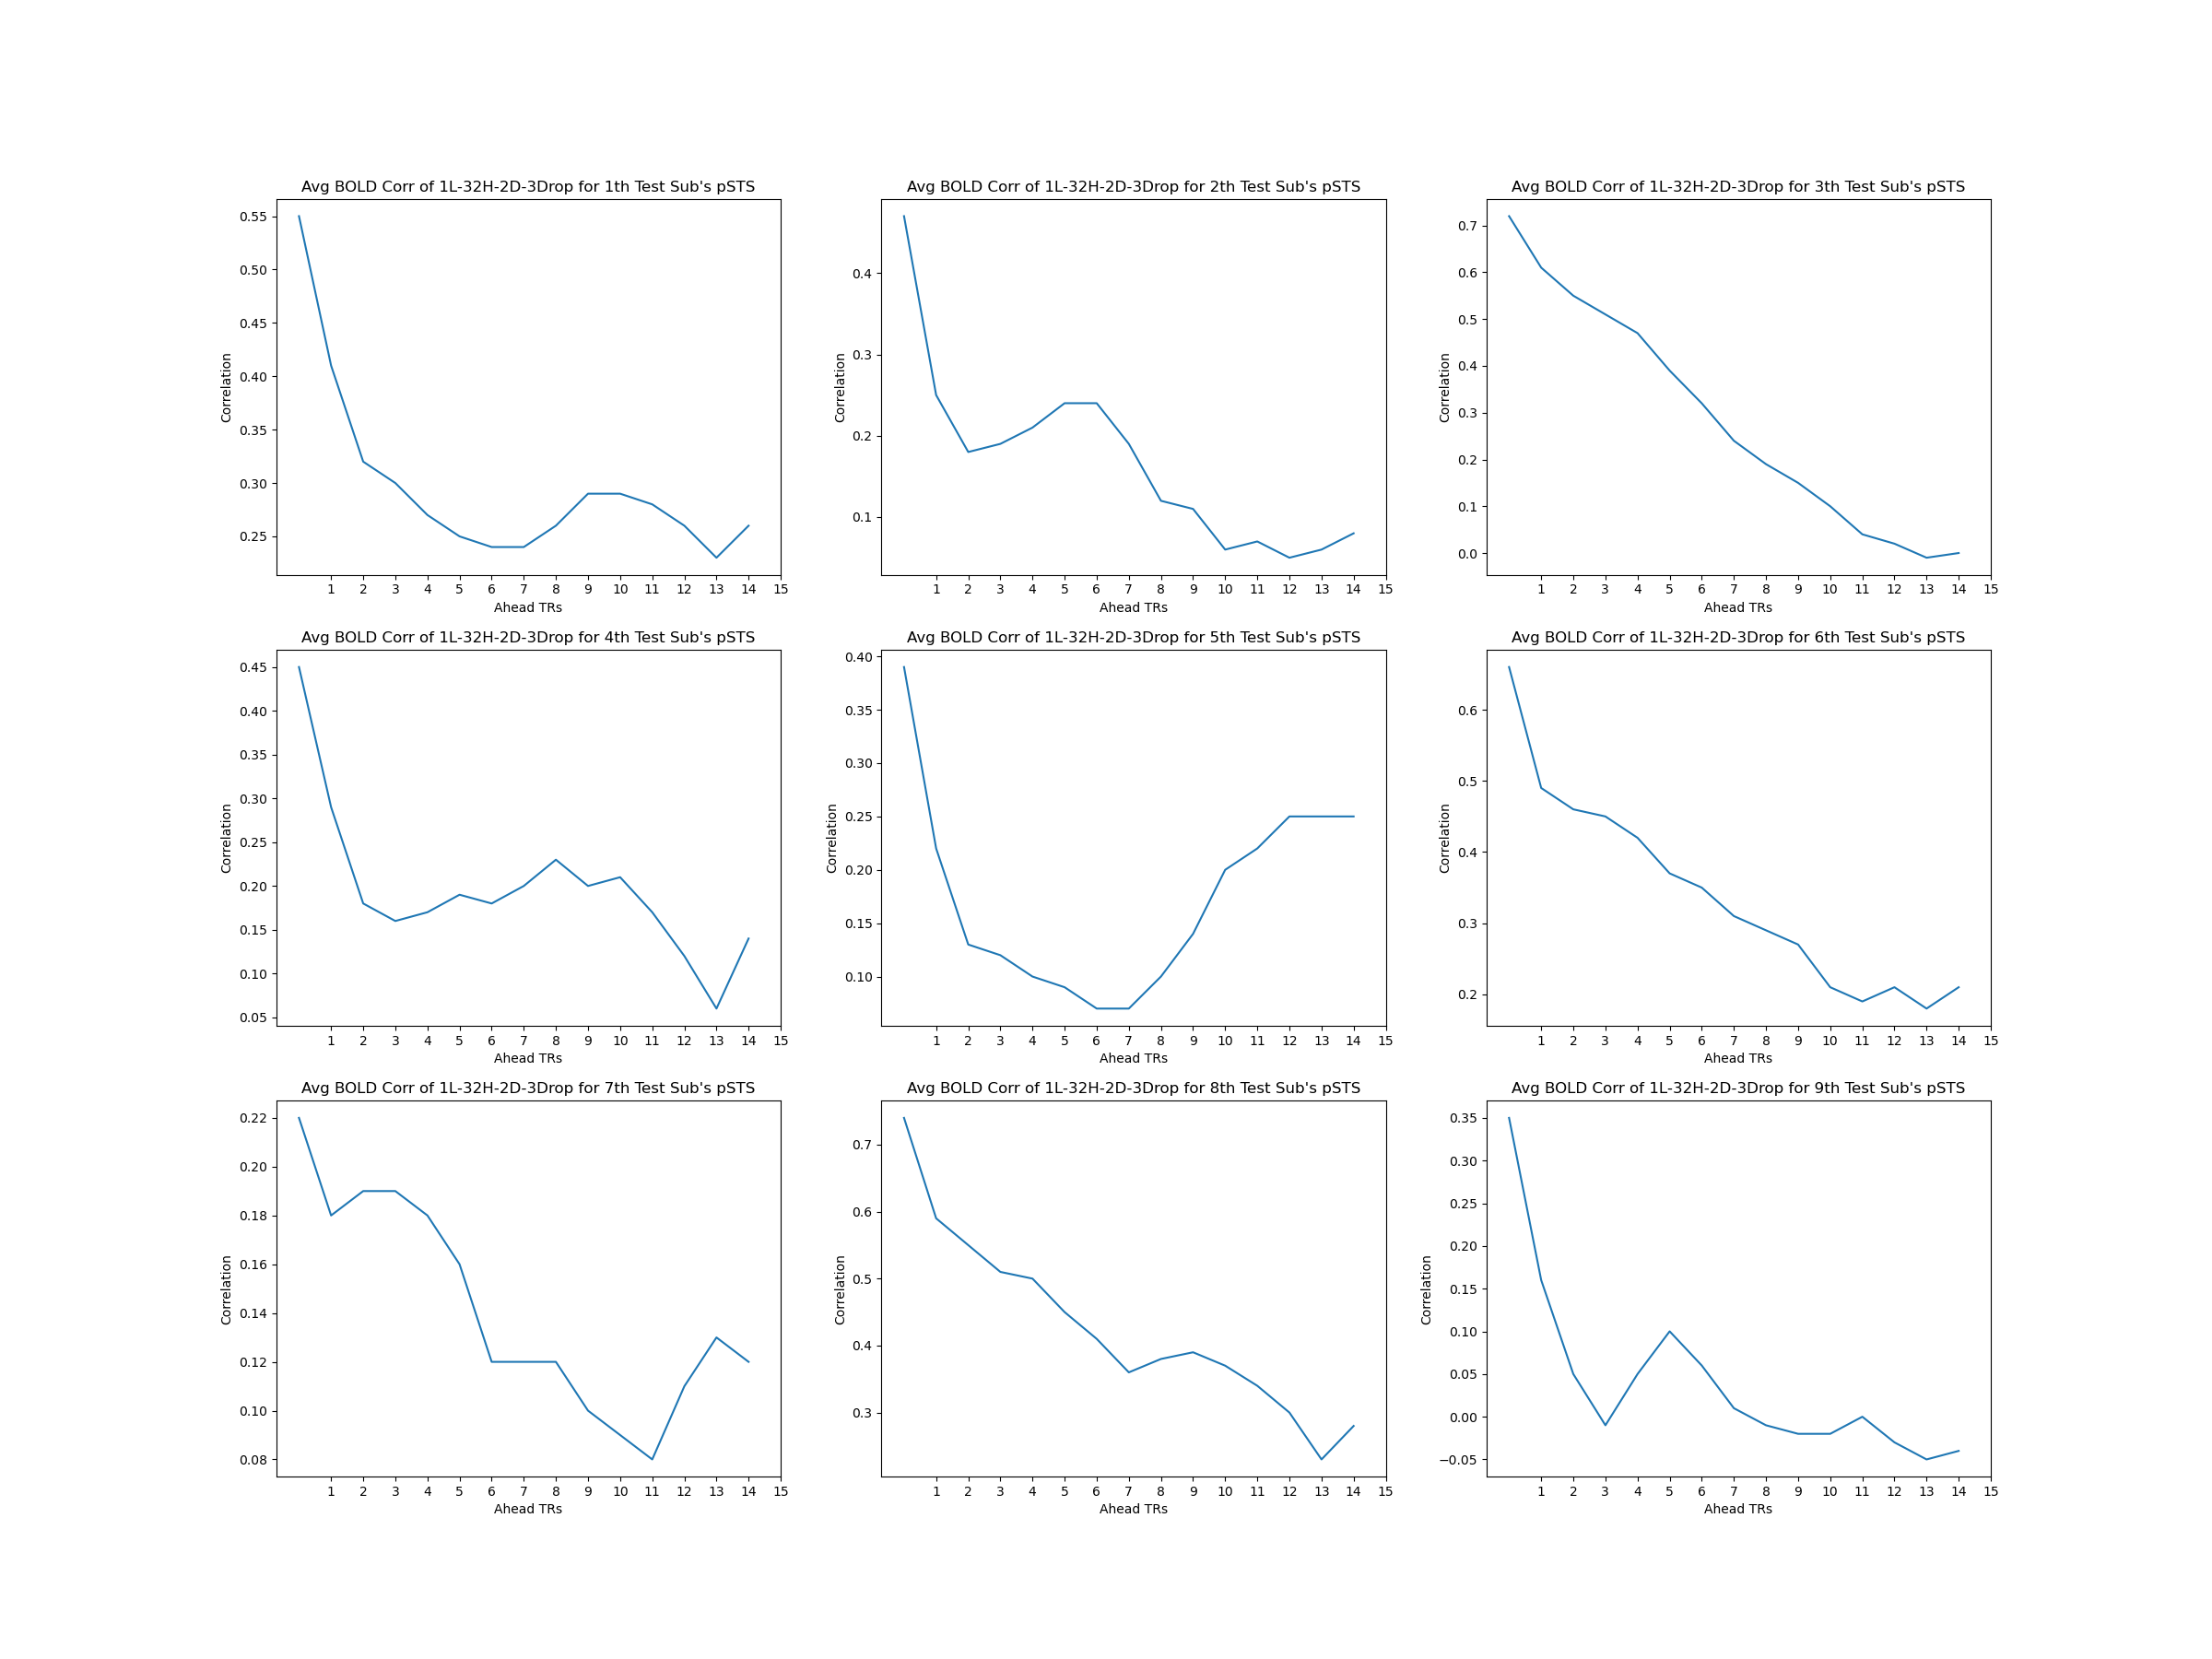 Avg BOLD Corr of 1L-32H-2D-3Drop for 1th Test Sub's pSTS
0.55
0.50
0.45
0.40
0.35
0.30
0.25
Correlation
1 2 3 4 5 6 7 8 9 10 11 12 13 14 15
Ahead TRs
Avg BOLD Corr of 1L-32H-2D-3Drop for 2th Test Sub's pSTS
0.4
0.3
0.2
0.1
Correlation
1 2 3 4 5 6 7 8 9 10 11 12 13 14 15
Ahead TRs
Avg BOLD Corr of 1L-32H-2D-3Drop for 3th Test Sub's pSTS
0.7
0.6
0.5
0.4
0.3
0.2
0.1
0.0
Correlation
1 2 3 4 5 6 7 8 9 10 11 12 13 14 15
Ahead TRs
Avg BOLD Corr of 1L-32H-2D-3Drop for 4th Test Sub's pSTS
0.45
0.40
0.35
0.30
0.25
0.20
0.15
0.10
0.05
Correlation
1 2 3 4 5 6 7 8 9 10 11 12 13 14 15
Ahead TRs
Avg BOLD Corr of 1L-32H-2D-3Drop for 5th Test Sub's pSTS
0.40
0.35
0.30
0.25
0.20
0.15
0.10
Correlation
1 2 3 4 5 6 7 8 9 10 11 12 13 14 15
Ahead TRs
Avg BOLD Corr of 1L-32H-2D-3Drop for 6th Test Sub's pSTS
0.6
0.5
0.4
0.3
0.2
Correlation
1 2 3 4 5 6 7 8 9 10 11 12 13 14 15
Ahead TRs
Avg BOLD Corr of 1L-32H-2D-3Drop for 7th Test Sub's pSTS
0.22
0.20
0.18
0.16
0.14
0.12
0.10
0.08
Correlation
1 2 3 4 5 6 7 8 9 10 11 12 13 14 15
Ahead TRs
Avg BOLD Corr of 1L-32H-2D-3Drop for 8th Test Sub's pSTS
0.7
0.6
0.5
0.4
0.3
Correlation
1 2 3 4 5 6 7 8 9 10 11 12 13 14 15
Ahead TRs
Avg BOLD Corr of 1L-32H-2D-3Drop for 9th Test Sub's pSTS
0.35
0.30
0.25
0.20
0.15
0.10
0.05
0.00
−0.05
Correlation
1 2 3 4 5 6 7 8 9 10 11 12 13 14 15
Ahead TRs